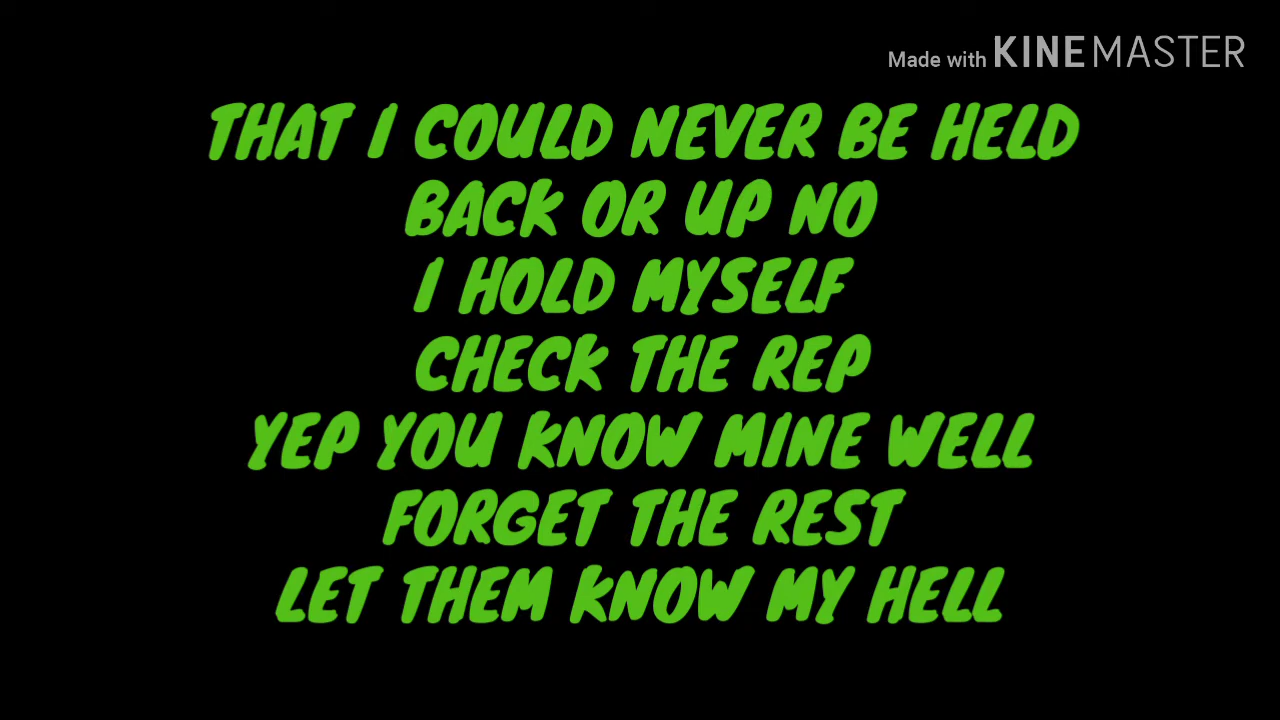 Made with KINEMASTER
THAT I COULD NEVER BE HELD
BACK OR UP NO
I HOLD MYSELF
CHECK THE REP
YEP YOU KNOW MINE WELL
FORGET THE REST
LET THEM KNOW MY HELL